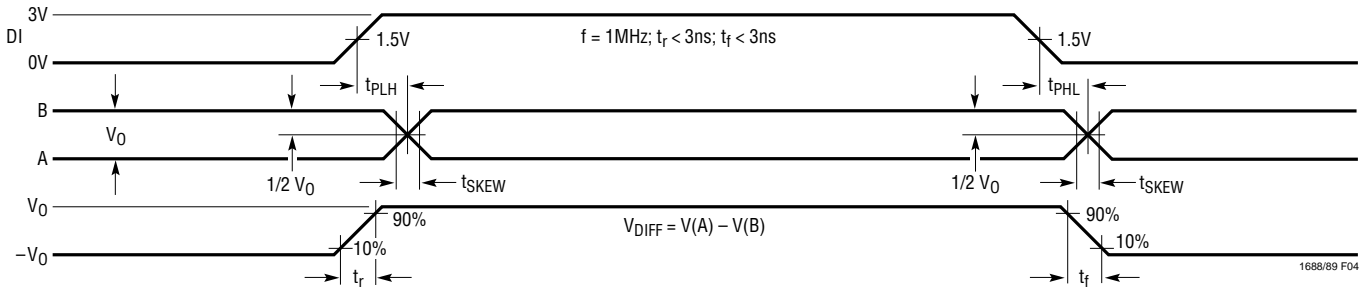 3V
DI
1.5V
f = 1MHz; tr < 3ns; tf < 3ns
1.5V
0V
tPLH
tPHL
B
VO
A
1/2 VO
tSKEW
1/2 VO
tSKEW
VO
90%
VDIFF = V(A) – V(B)
90%
–VO
10%
10%
tr
tf
1688/89 F04